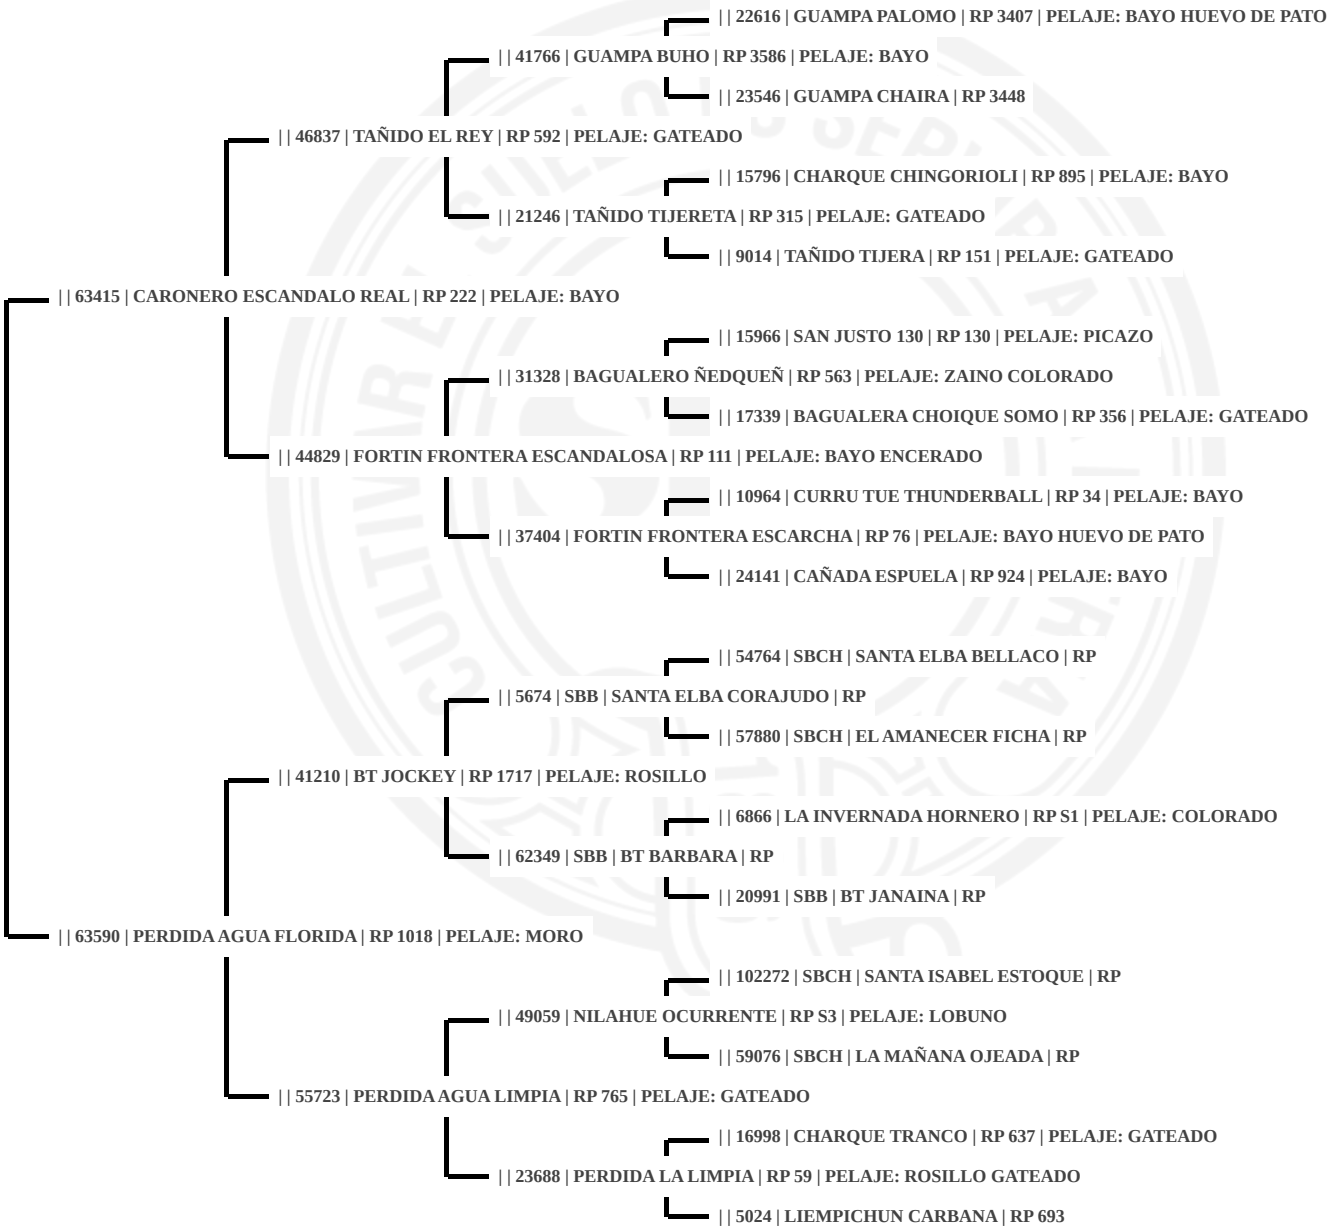 | | 22616 | GUAMPA PALOMO | RP 3407 | PELAJE: BAYO HUEVO DE PATO
| | 41766 | GUAMPA BUHO | RP 3586 | PELAJE: BAYO
| | 23546 | GUAMPA CHAIRA | RP 3448
| | 46837 | TAÑIDO EL REY | RP 592 | PELAJE: GATEADO
| | 15796 | CHARQUE CHINGORIOLI | RP 895 | PELAJE: BAYO
| | 21246 | TAÑIDO TIJERETA | RP 315 | PELAJE: GATEADO
| | 9014 | TAÑIDO TIJERA | RP 151 | PELAJE: GATEADO
| | 63415 | CARONERO ESCANDALO REAL | RP 222 | PELAJE: BAYO
| | 15966 | SAN JUSTO 130 | RP 130 | PELAJE: PICAZO
| | 31328 | BAGUALERO ÑEDQUEÑ | RP 563 | PELAJE: ZAINO COLORADO
| | 17339 | BAGUALERA CHOIQUE SOMO | RP 356 | PELAJE: GATEADO
| | 44829 | FORTIN FRONTERA ESCANDALOSA | RP 111 | PELAJE: BAYO ENCERADO
| | 10964 | CURRU TUE THUNDERBALL | RP 34 | PELAJE: BAYO
| | 37404 | FORTIN FRONTERA ESCARCHA | RP 76 | PELAJE: BAYO HUEVO DE PATO
| | 24141 | CAÑADA ESPUELA | RP 924 | PELAJE: BAYO
| | 54764 | SBCH | SANTA ELBA BELLACO | RP
| | 5674 | SBB | SANTA ELBA CORAJUDO | RP
| | 57880 | SBCH | EL AMANECER FICHA | RP
| | 41210 | BT JOCKEY | RP 1717 | PELAJE: ROSILLO
| | 6866 | LA INVERNADA HORNERO | RP S1 | PELAJE: COLORADO
| | 62349 | SBB | BT BARBARA | RP
| | 20991 | SBB | BT JANAINA | RP
| | 63590 | PERDIDA AGUA FLORIDA | RP 1018 | PELAJE: MORO
| | 102272 | SBCH | SANTA ISABEL ESTOQUE | RP
| | 49059 | NILAHUE OCURRENTE | RP S3 | PELAJE: LOBUNO
| | 59076 | SBCH | LA MAÑANA OJEADA | RP
| | 55723 | PERDIDA AGUA LIMPIA | RP 765 | PELAJE: GATEADO
| | 16998 | CHARQUE TRANCO | RP 637 | PELAJE: GATEADO
| | 23688 | PERDIDA LA LIMPIA | RP 59 | PELAJE: ROSILLO GATEADO
| | 5024 | LIEMPICHUN CARBANA | RP 693